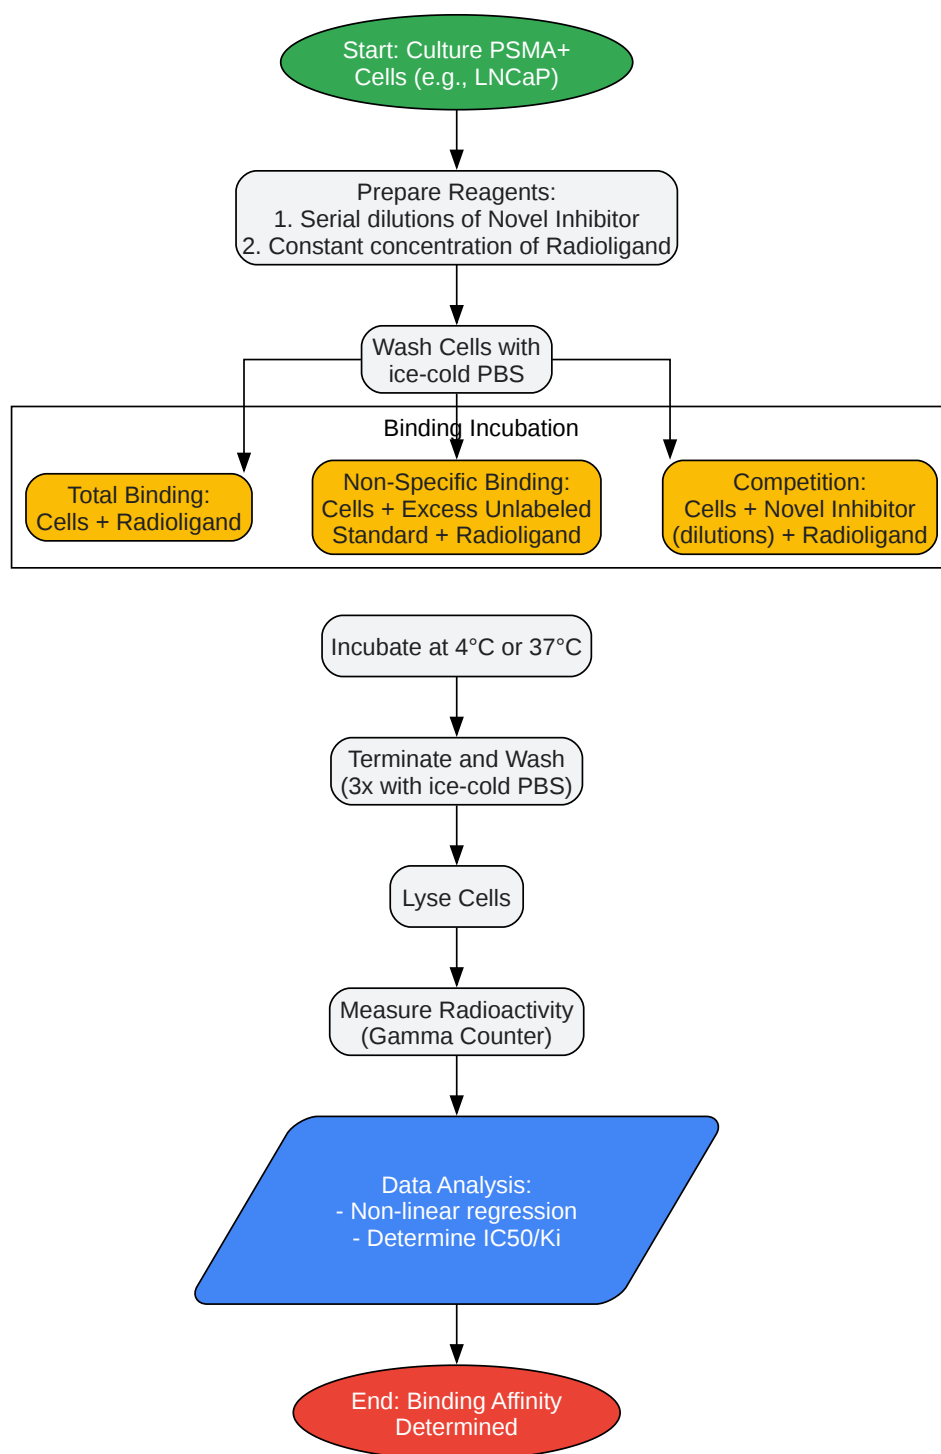 Start: Culture PSMA+
Cells (e.g., LNCaP)
Prepare Reagents:
1. Serial dilutions of Novel Inhibitor
2. Constant concentration of Radioligand
Wash Cells with
ice-cold PBS
Binding Incubation
Total Binding:
Cells + Radioligand
Non-Specific Binding:
Cells + Excess Unlabeled
Standard + Radioligand
Competition:
Cells + Novel Inhibitor
(dilutions) + Radioligand
Incubate at 4°C or 37°C
Terminate and Wash
(3x with ice-cold PBS)
Lyse Cells
Measure Radioactivity
(Gamma Counter)
Data Analysis:
- Non-linear regression
- Determine IC50/Ki
End: Binding Affinity
Determined